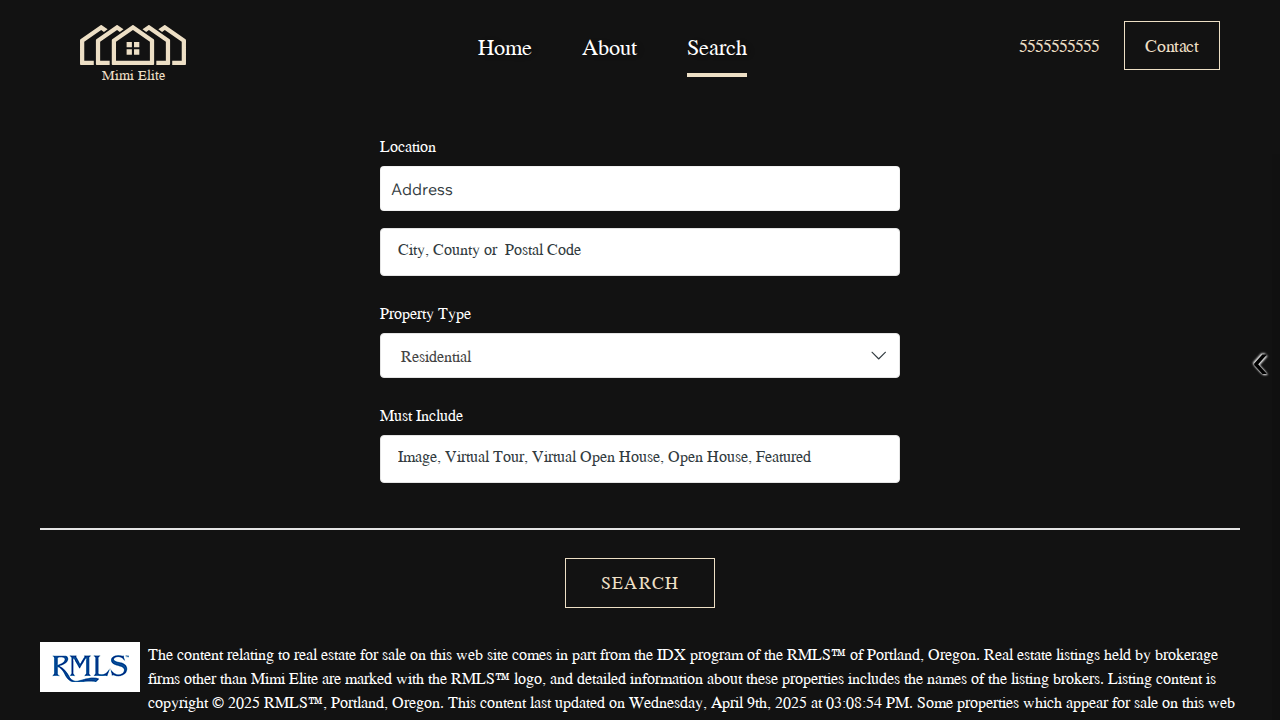 Mimi Elite
Home
About
Search
5555555555
Contact
Location
Address
City, County or  Postal Code
Property Type
Residential
Must Include
Image, Virtual Tour, Virtual Open House, Open House, Featured
SEARCH
RMLS™
The content relating to real estate for sale on this web site comes in part from the IDX program of the RMLS™ of Portland, Oregon. Real estate listings held by brokerage
firms other than Mimi Elite are marked with the RMLS™ logo, and detailed information about these properties includes the names of the listing brokers. Listing content is
copyright © 2025 RMLS™, Portland, Oregon. This content last updated on Wednesday, April 9th, 2025 at 03:08:54 PM. Some properties which appear for sale on this web